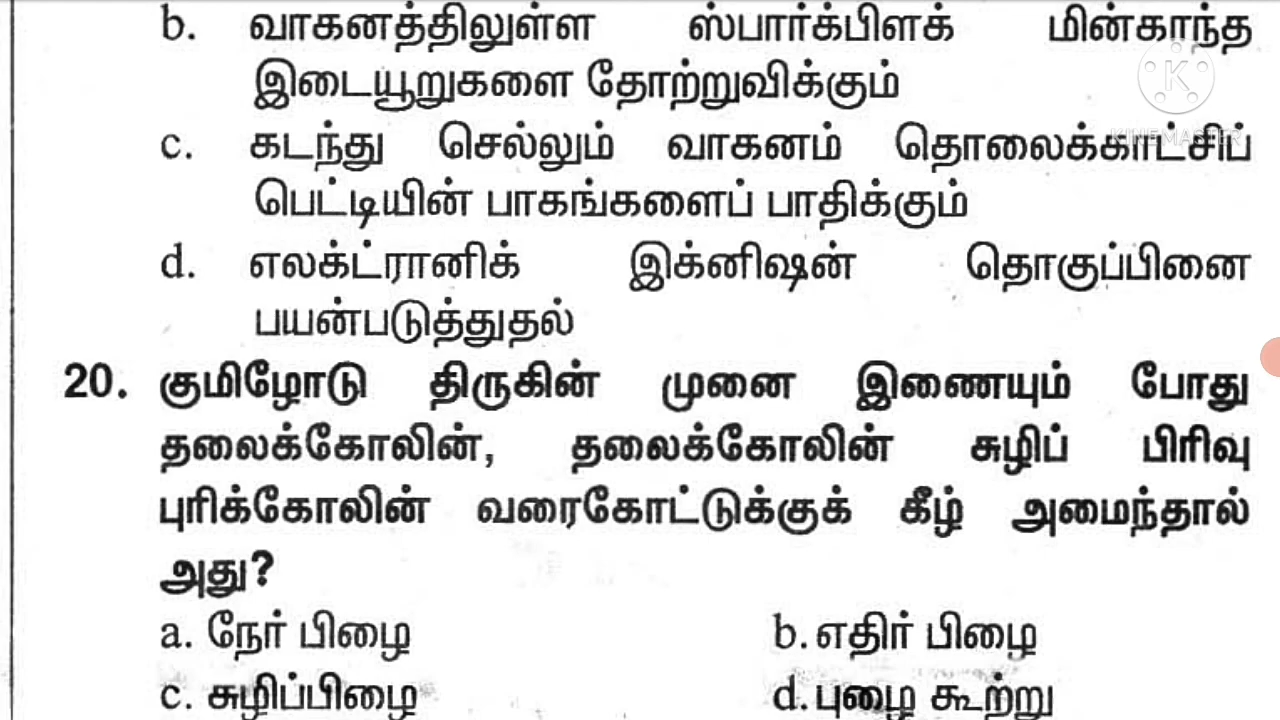 b. வாகனத்திலுள்ள ஸ்பார்க்பிளக் மின்காந்த
இடையூறுகளை தோற்றுவிக்கும்
K
KINEMASTER
c. கடந்து செல்லும் வாகனம் தொலைக்காட்சிப்
பெட்டியின் பாகங்களைப் பாதிக்கும்
d. எலக்ட்ரானிக் இக்னிஷன் தொகுப்பினை
பயன்படுத்துதல்
20. குமிழோடு திருகின் முனை இணையும் போது
தலைக்கோலின், தலைக்கோலின் சுழிப் பிரிவு
புரிக்கோலின் வரைகோட்டுக்குக் கீழ் அமைந்தால்
அது?
a. நேர் பிழை b. எதிர் பிழை
c. சுழிப்பிழை d. புழை கூற்று